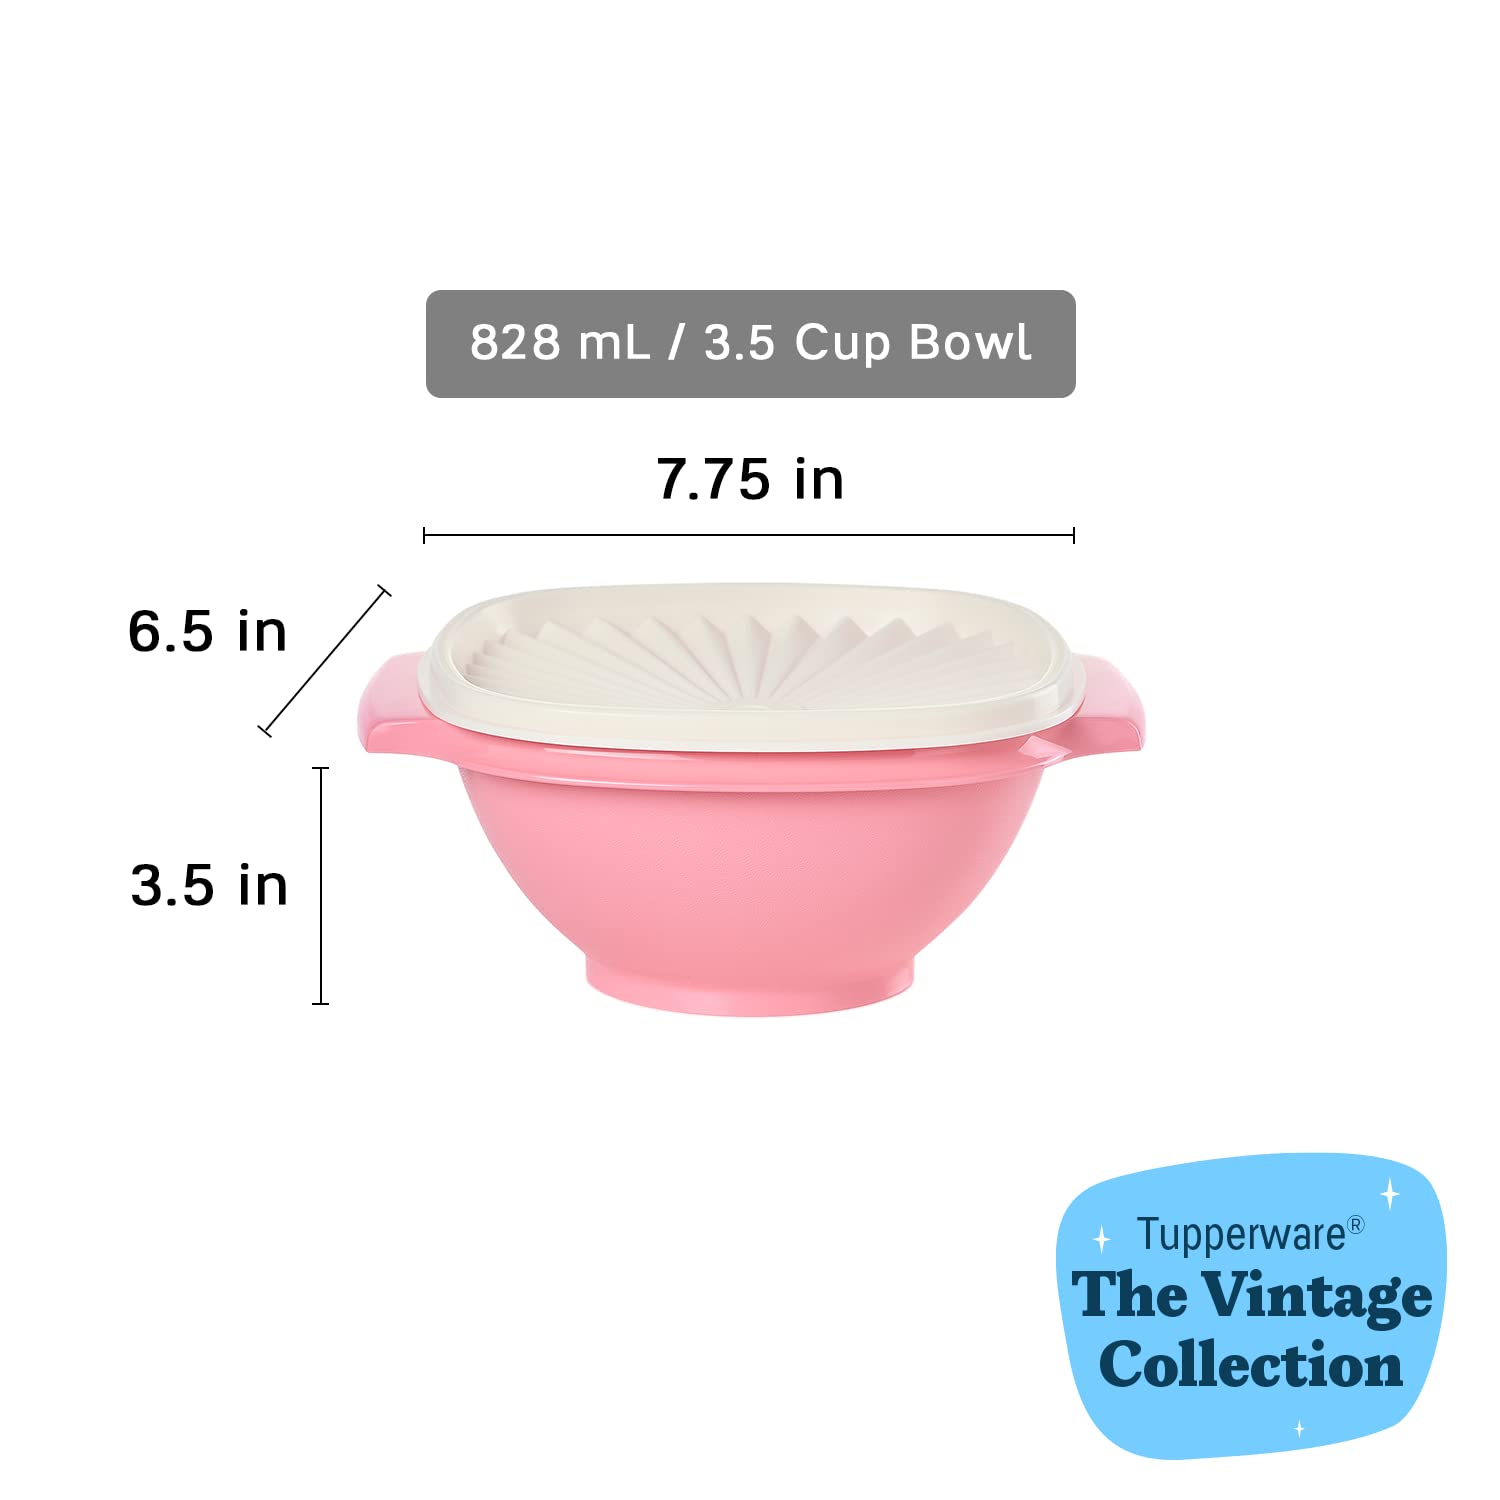 828 mL / 3.5 Cup Bowl
7.75 in
6.5 in
3.5 in
Tupperware®
The Vintage
Collection